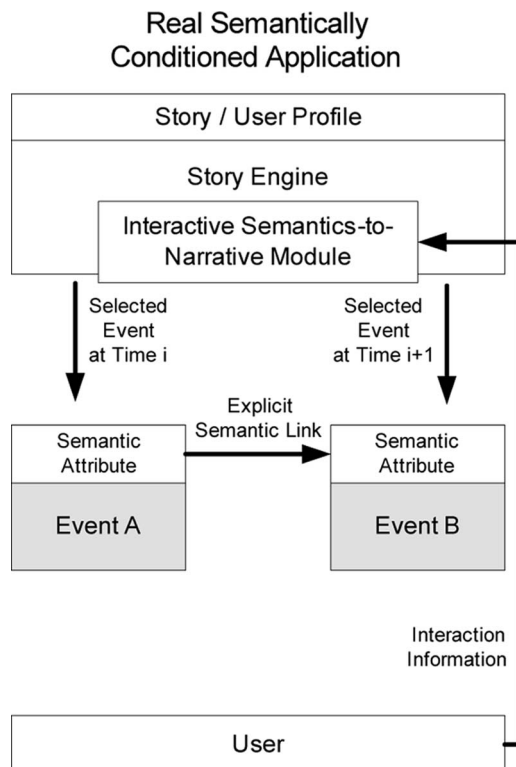 Real Semantically
Conditioned Application
Story / User Profile
Story Engine
Interactive Semantics-to-
Narrative Module
Selected
Event
at Time i
Selected
Event
at Time i+1
Explicit
Semantic Link
Semantic
Attribute
Event A
Semantic
Attribute
Event B
Interaction
Information
User